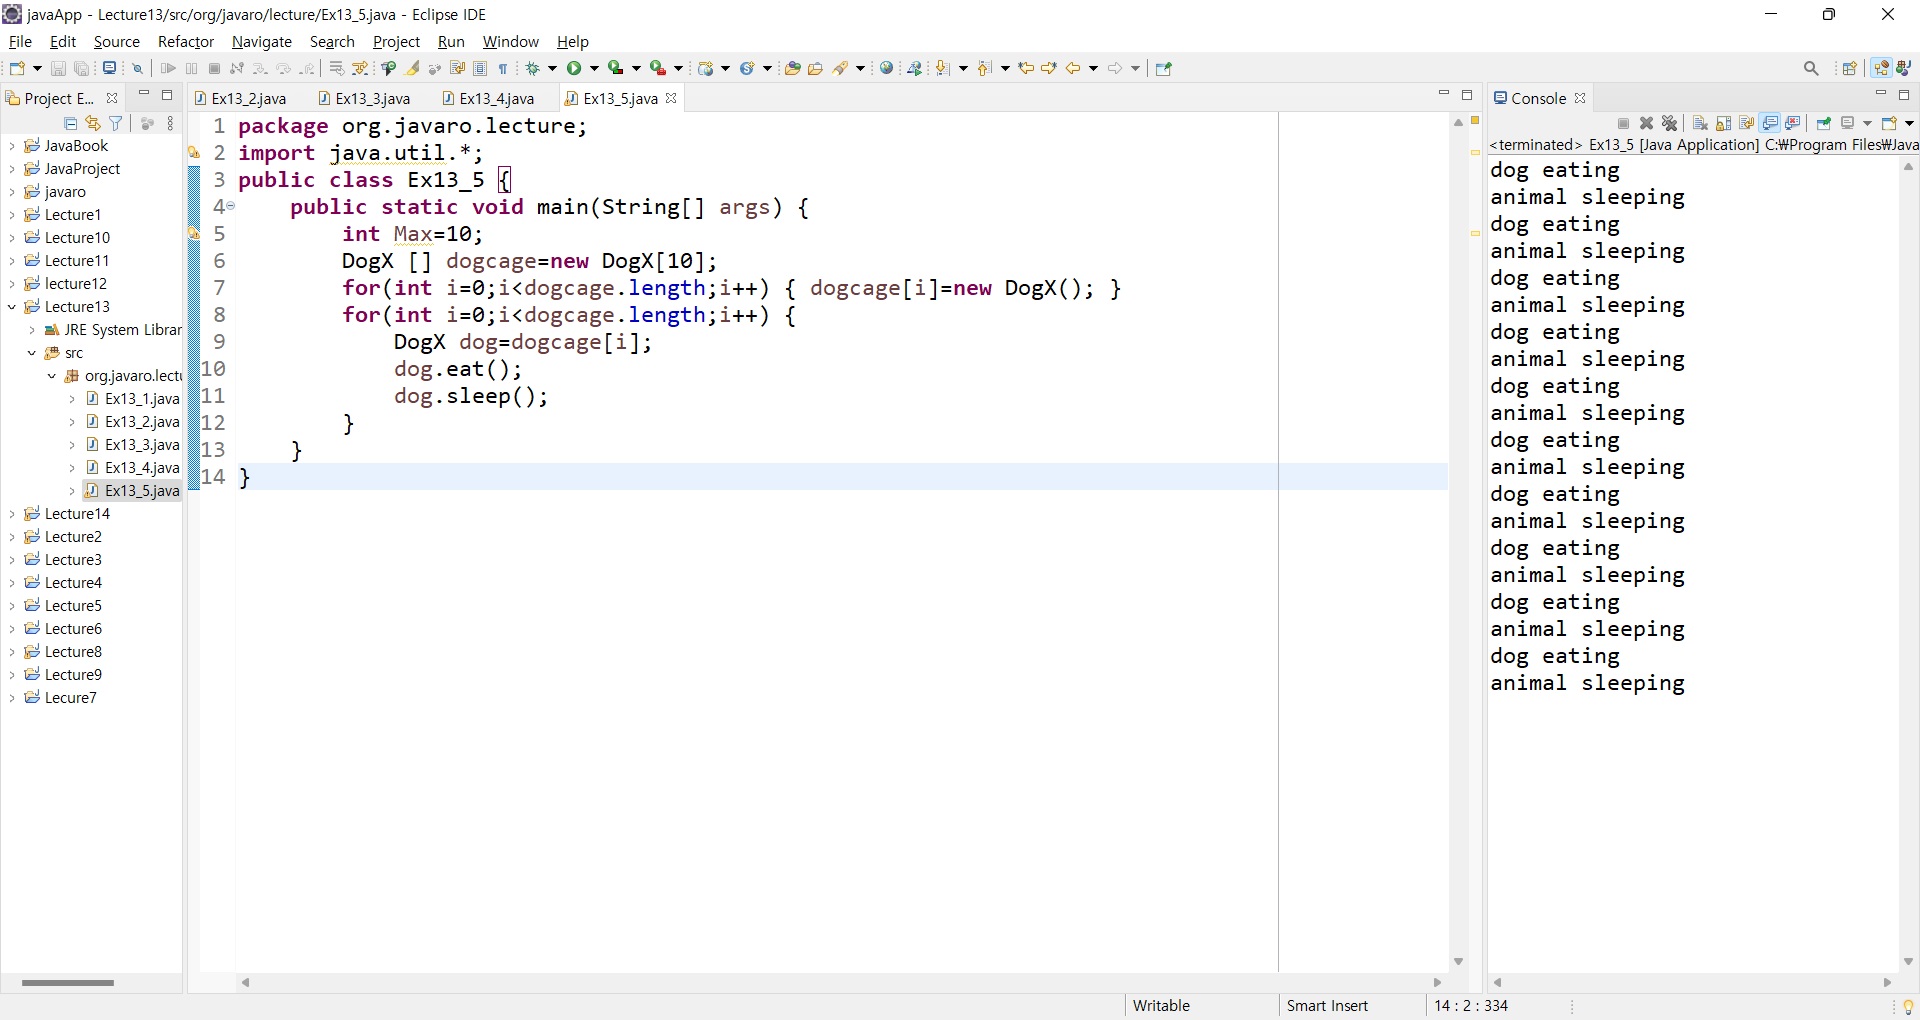 javaApp - Lecture13/src/org/javaro/lecture/Ex13_5.java - Eclipse IDE
File Edit Source Refactor Navigate Search Project Run Window Help
Project E...
JavaBook
JavaProject
javaro
Lecture1
Lecture10
Lecture11
lecture12
Lecture13
JRE System Librar
src
org.javaro.lectu
Ex13_1.java
Ex13_2.java
Ex13_3.java
Ex13_4.java
Ex13_5.java
Lecture14
Lecture2
Lecture3
Lecture4
Lecture5
Lecture6
Lecture8
Lecture9
Lecure7
Ex13_2.java Ex13_3.java Ex13_4.java Ex13_5.java
1 package org.javaro.lecture;
2 import java.util.*;
3 public class Ex13_5 {
4 public static void main(String[] args) {
5 int Max=10;
6 DogX [] dogcage=new DogX[10];
7 for(int i=0;i<dogcage.length;i++) { dogcage[i]=new DogX(); }
8 for(int i=0;i<dogcage.length;i++) {
9 DogX dog=dogcage[i];
10 dog.eat();
11 dog.sleep();
12 }
13 }
14 }
Console
<terminated> Ex13_5 [Java Application] C:₩Program Files₩Java
dog eating
animal sleeping
dog eating
animal sleeping
dog eating
animal sleeping
dog eating
animal sleeping
dog eating
animal sleeping
dog eating
animal sleeping
dog eating
animal sleeping
dog eating
animal sleeping
dog eating
animal sleeping
dog eating
animal sleeping
Writable Smart Insert 14 : 2 : 334